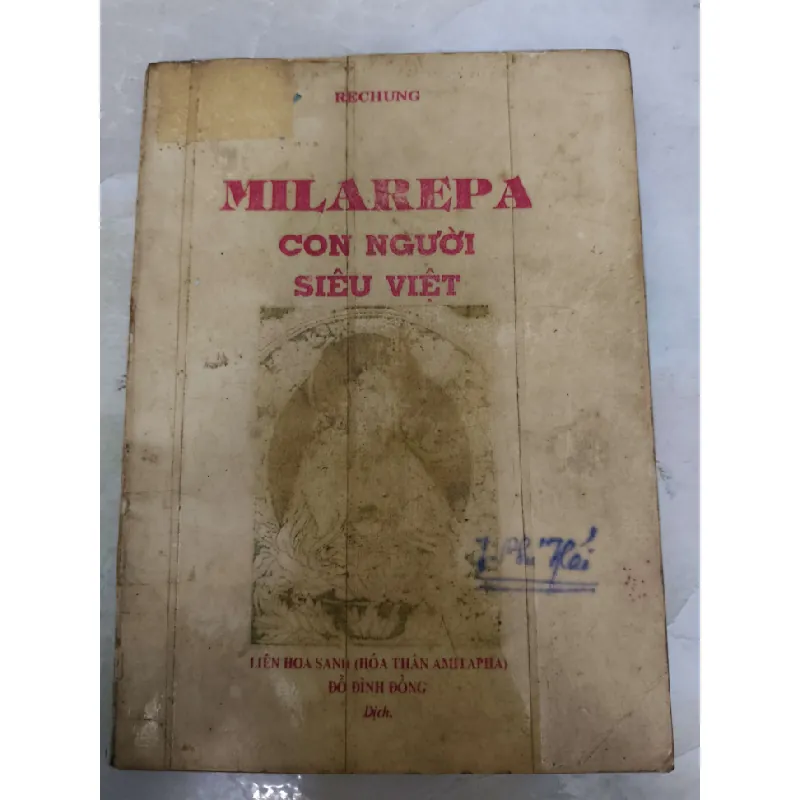 RECHUNG
MILAREPA
CON NGƯỜI
SIÊU VIỆT
LIÊN HOA SANH (HÓA THÂN AMITAPHA)
ĐỖ ĐÌNH ĐỒNG
Dịch.